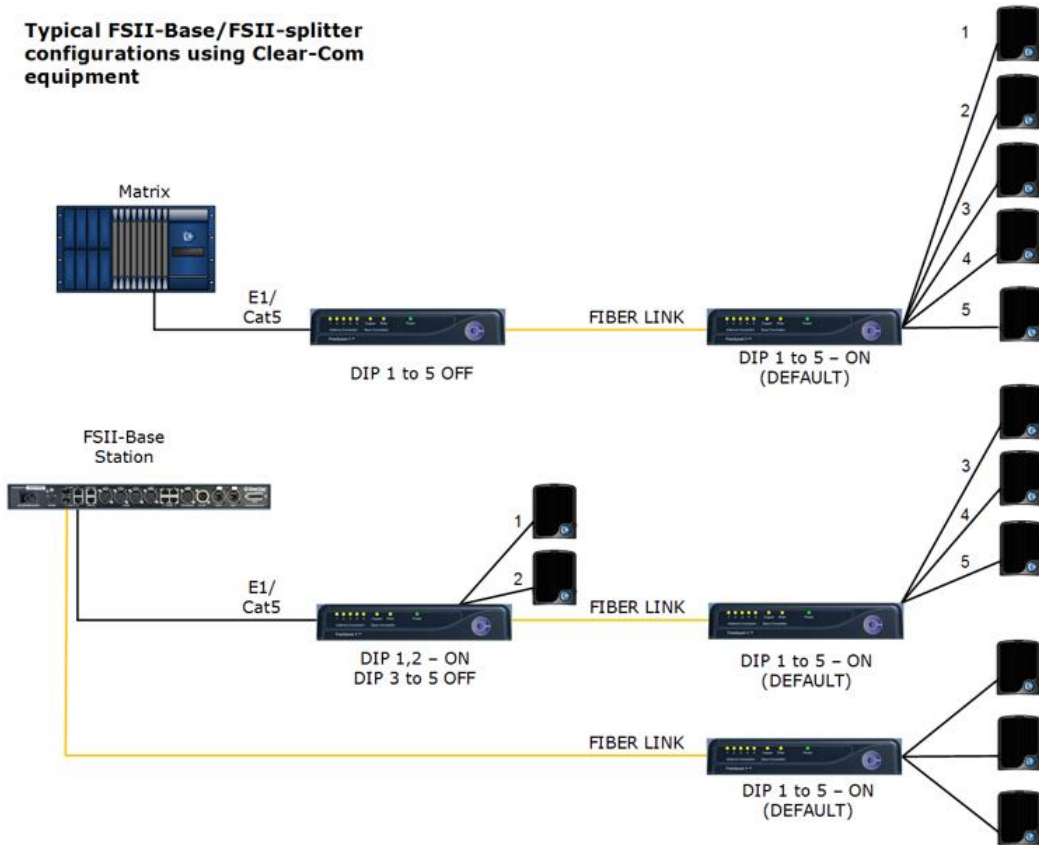 Typical FSII-Base/FSII-splitter
configurations using Clear-Com
equipment
1
2
3
4
5
Matrix
E1/
Cat5
FIBER LINK
DIP 1 to 5 OFF
DIP 1 to 5 – ON
(DEFAULT)
FSII-Base
Station
1
2
3
4
5
E1/
Cat5
FIBER LINK
DIP 1,2 – ON
DIP 3 to 5 OFF
DIP 1 to 5 – ON
(DEFAULT)
FIBER LINK
DIP 1 to 5 – ON
(DEFAULT)